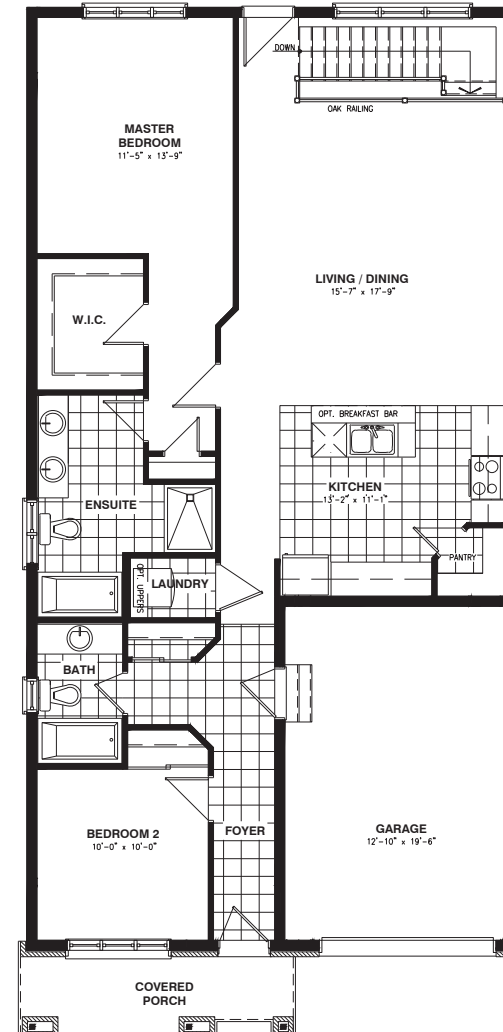 DOWN
OAK RAILING
MASTER
BEDROOM
11'-5" x 13'-9"
LIVING / DINING
15'-7" x 17'-9"
W.I.C.
OPT. BREAKFAST BAR
KITCHEN
13'-2" x 11'-1"
ENSUITE
PANTRY
LAUNDRY
OPT. UPPERS
BATH
BEDROOM 2
10'-0" x 10'-0"
FOYER
GARAGE
12'-10" x 19'-6"
COVERED
PORCH